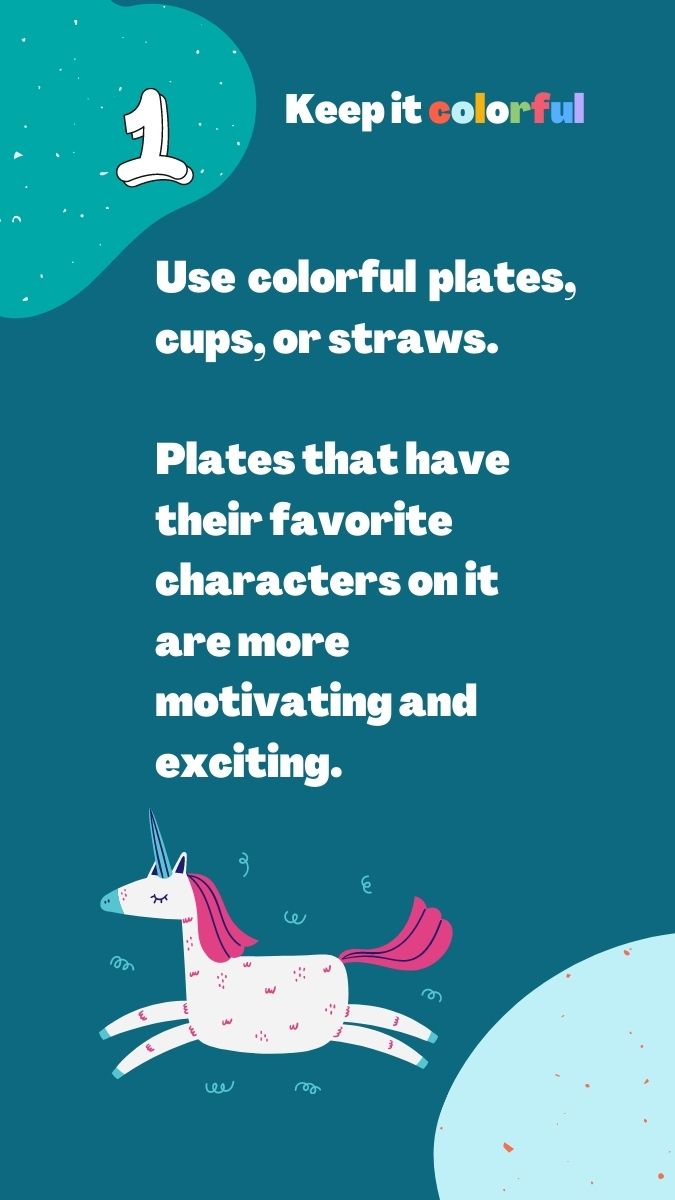 1
Keep it colorful
Use colorful plates,
cups, or straws.
Plates that have
their favorite
characters on it
are more
motivating and
exciting.